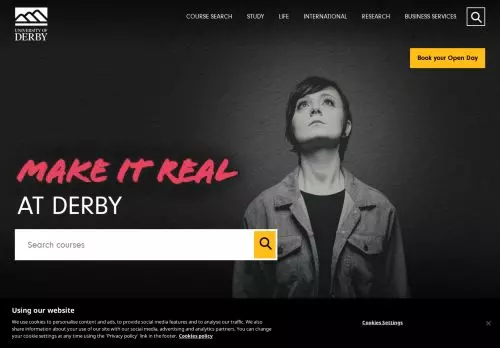 UNIVERSITY OF
DERBY
COURSE SEARCH STUDY LIFE INTERNATIONAL RESEARCH BUSINESS SERVICES
Book your Open Day
MAKE IT REAL
AT DERBY
Search courses
Using our website
We use cookies to personalise content and ads, to provide social media features and to analyse our traffic. We also
share information about your use of our site with our social media, advertising and analytics partners. You can
change your cookie settings at any time using the 'Privacy policy' link in the footer. Cookies policy
Cookies Settings